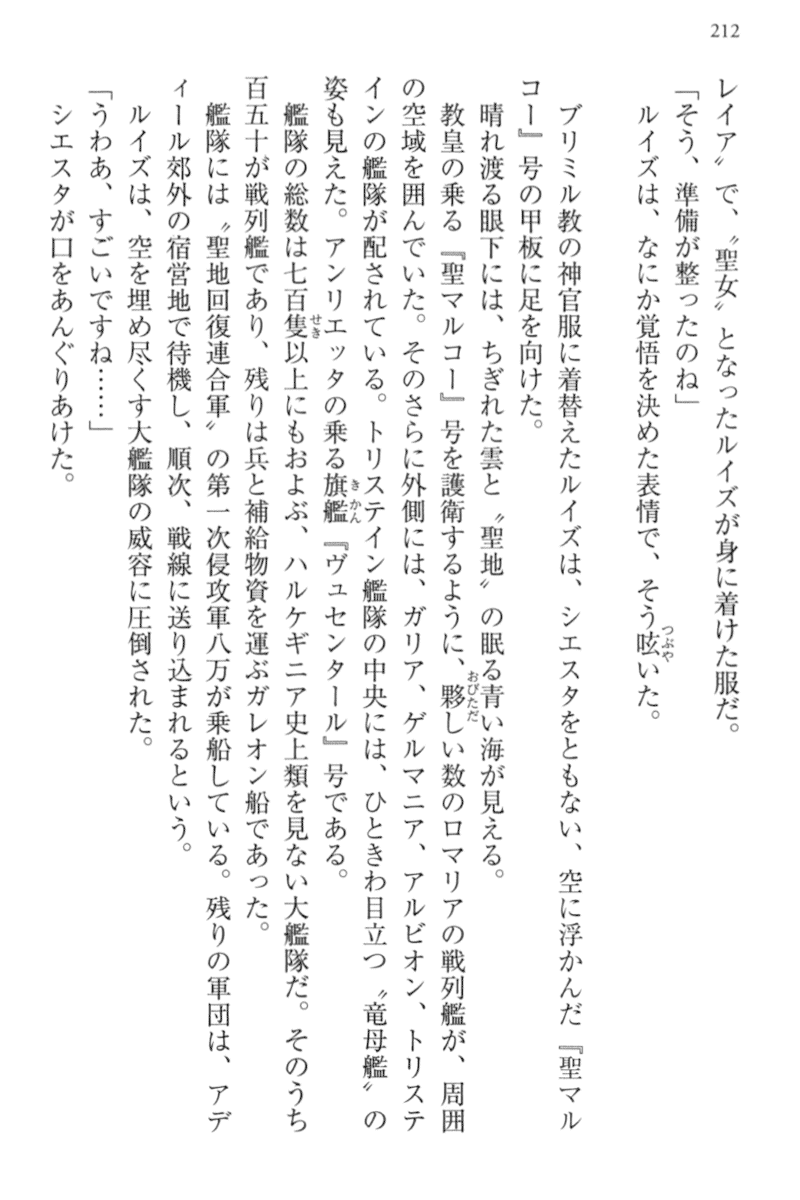 212
レイア〟で、〝聖女〟となったルイズが身に着けた服だ。
「そう、準備が整ったのね」
ルイズは、なにか覚悟を決めた表情で、そう呟いた。
ブリミル教の神官服に着替えたルイズは、シエスタをともない、空に浮かんだ『聖マル
コー』号の甲板に足を向けた。
晴れ渡る眼下には、ちぎれた雲と〝聖地〟の眠る青い海が見える。
教皇の乗る『聖マルコー』号を護衛するように、夥しい数のロマリアの戦列艦が、周囲
の空域を囲んでいた。そのさらに外側には、ガリア、ゲルマニア、アルビオン、トリステ
インの艦隊が配されている。トリステイン艦隊の中央には、ひときわ目立つ〝竜母艦〟の
姿も見えた。アンリエッタの乗る旗艦『ヴュセンタール』号である。
艦隊の総数は七百隻以上にもおよぶ、ハルケギニア史上類を見ない大艦隊だ。そのうち
百五十が戦列艦であり、残りは兵と補給物資を運ぶガレオン船であった。
艦隊には〝聖地回復連合軍〟の第一次侵攻軍八万が乗船している。残りの軍団は、アデ
ィール郊外の宿営地で待機し、順次、戦線に送り込まれるという。
ルイズは、空を埋め尽くす大艦隊の威容に圧倒された。
「うわあ、すごいですね……」
シエスタが口をあんぐりあけた。